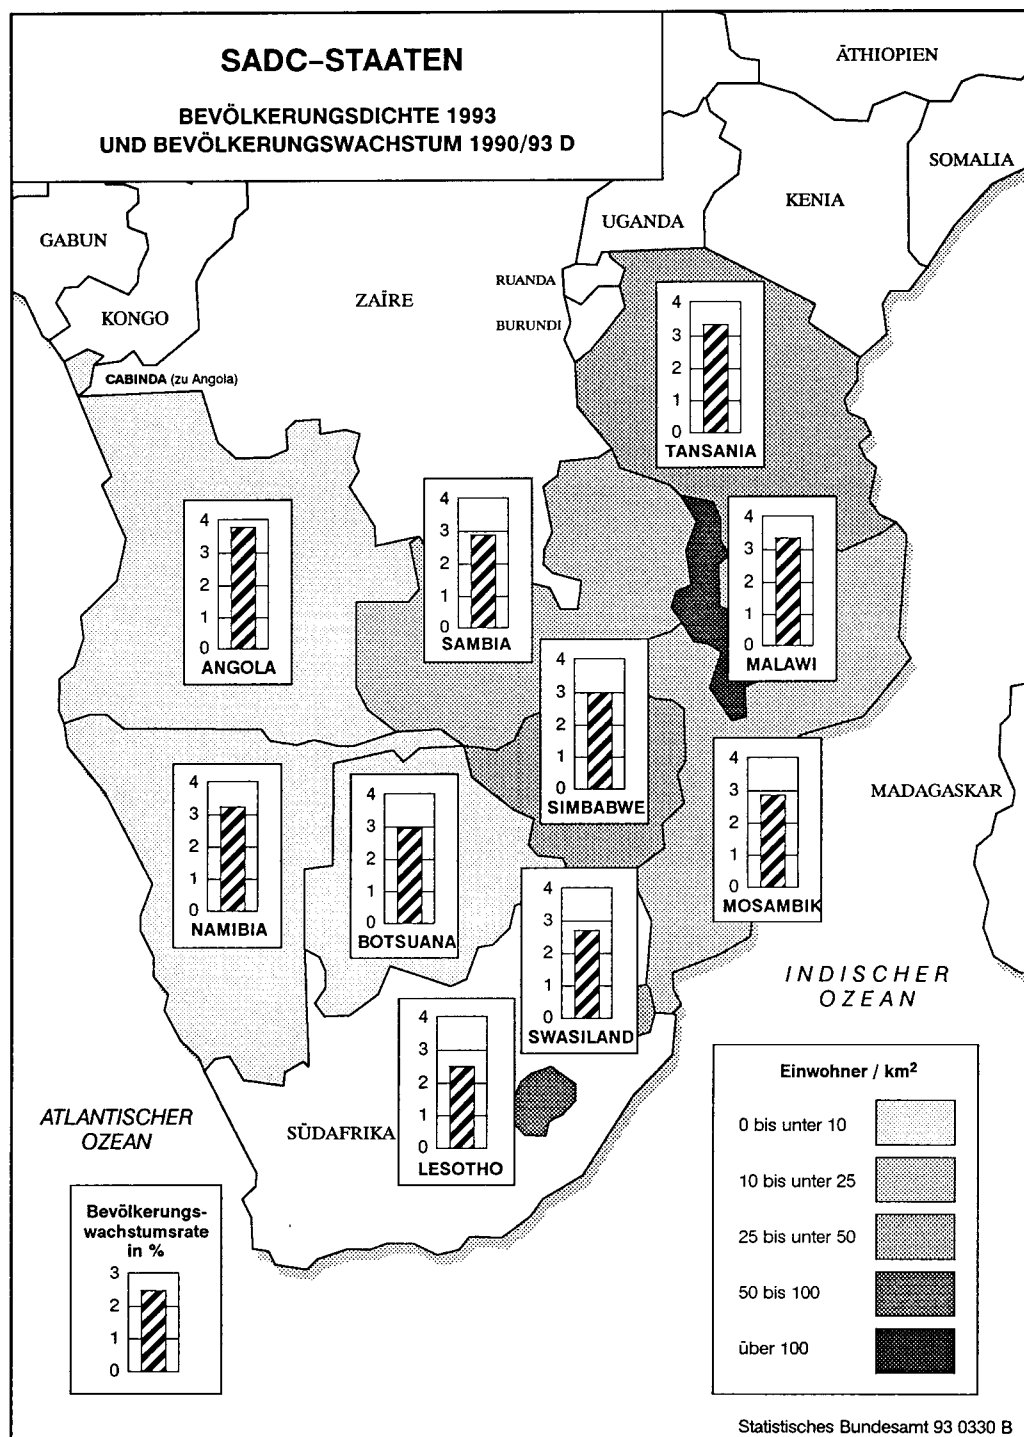 SADC–STAATEN
BEVÖLKERUNGSDICHTE 1993
UND BEVÖLKERUNGSWACHSTUM 1990/93 D
ÄTHIOPIEN
SOMALIA
KENIA
UGANDA
GABUN
RUANDA
ZAÏRE
KONGO
BURUNDI
CABINDA (zu Angola)
4
3
2
1
0
TANSANIA
4
3
2
1
0
SAMBIA
4
3
2
1
0
MALAWI
4
3
2
1
0
ANGOLA
4
3
2
1
0
SIMBABWE
4
3
2
1
0
MOSAMBIK
MADAGASKAR
4
3
2
1
0
NAMIBIA
4
3
2
1
0
BOTSUANA
4
3
2
1
0
SWASILAND
INDISCHER
OZEAN
4
3
2
1
0
LESOTHO
SÜDAFRIKA
ATLANTISCHER
OZEAN
Bevölkerungs-
wachstumsrate
in %
3
2
1
0
Einwohner / km²
0 bis unter 10
10 bis unter 25
25 bis unter 50
50 bis 100
über 100
Statistisches Bundesamt 93 0330 B